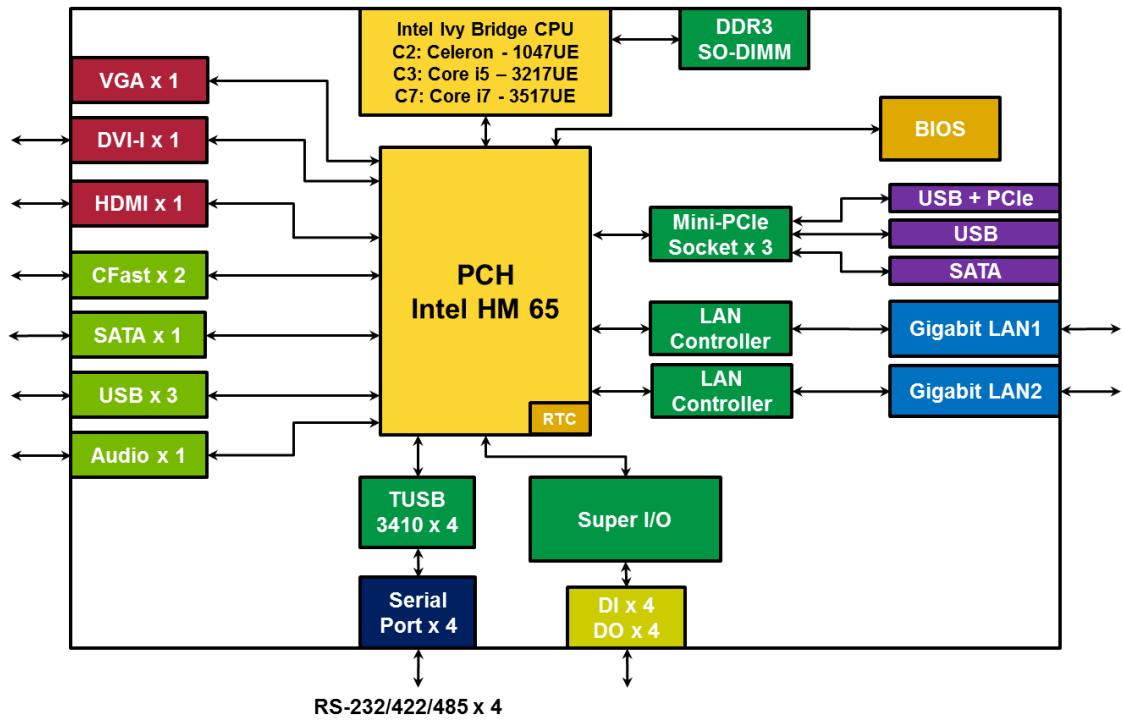 Intel Ivy Bridge CPU
C2: Celeron - 1047UE
C3: Core i5 – 3217UE
C7: Core i7 - 3517UE
DDR3
SO-DIMM
VGA x 1
DVI-I x 1
HDMI x 1
CFast x 2
SATA x 1
USB x 3
Audio x 1
PCH
Intel HM 65
RTC
BIOS
Mini-PCIe
Socket x 3
USB + PCIe
USB
SATA
LAN
Controller
Gigabit LAN1
LAN
Controller
Gigabit LAN2
TUSB
3410 x 4
Super I/O
Serial
Port x 4
DI x 4
DO x 4
RS-232/422/485 x 4